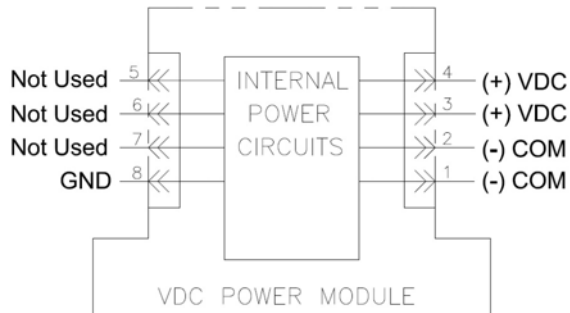 Not Used 5 INTERNAL 4 (+) VDC
Not Used 6 POWER 3 (+) VDC
Not Used 7 CIRCUITS 2 (-) COM
GND 8 1 (-) COM
VDC POWER MODULE